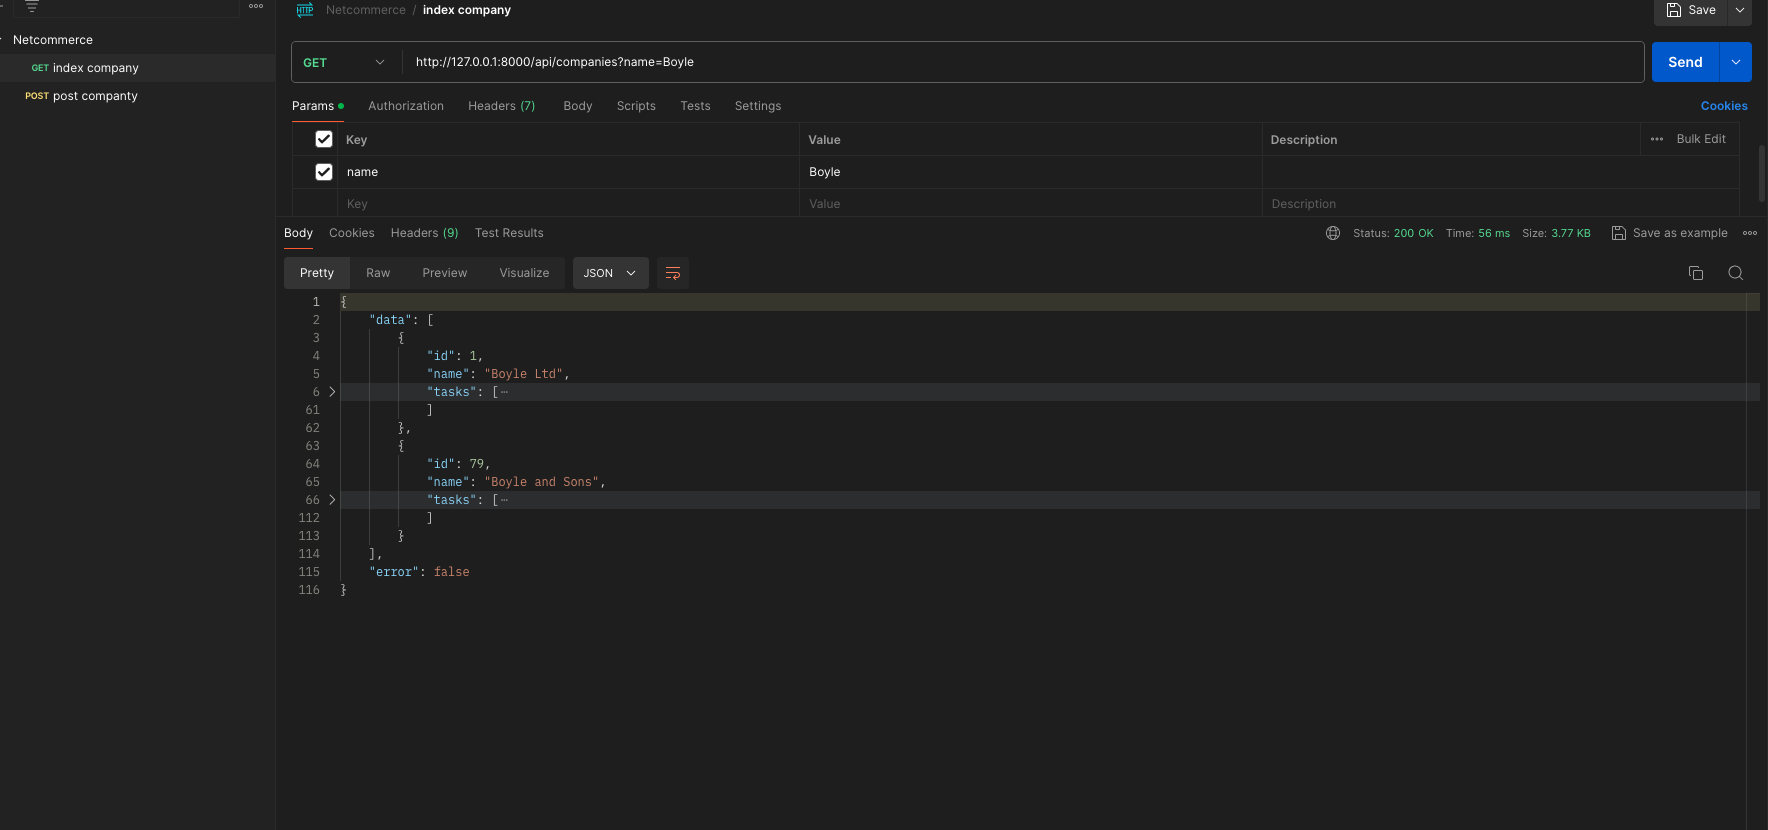 HTTP Netcommerce / index company
Save
Netcommerce
GET index company
POST post companty
GET http://127.0.0.1:8000/api/companies?name=Boyle
Send
Params Authorization Headers (7) Body Scripts Tests Settings Cookies
Key Value Description Bulk Edit
name Boyle
Key Value Description
Body Cookies Headers (9) Test Results Status: 200 OK Time: 56 ms Size: 3.77 KB Save as example
Pretty Raw Preview Visualize JSON
1 {
2 "data": [
3 {
4 "id": 1,
5 "name": "Boyle Ltd",
6 "tasks": [⋯
61 ]
62 },
63 {
64 "id": 79,
65 "name": "Boyle and Sons",
66 "tasks": [⋯
112 ]
113 }
114 ],
115 "error": false
116 }